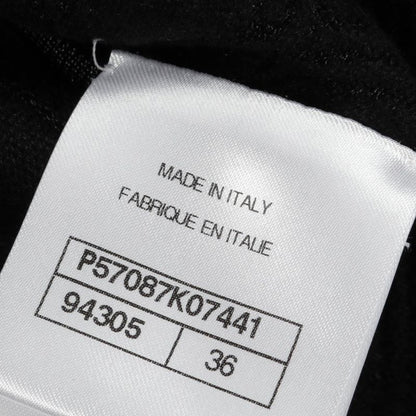 MADE IN ITALY
FABRIQUE EN ITALIE
P57087K07441
94305 36